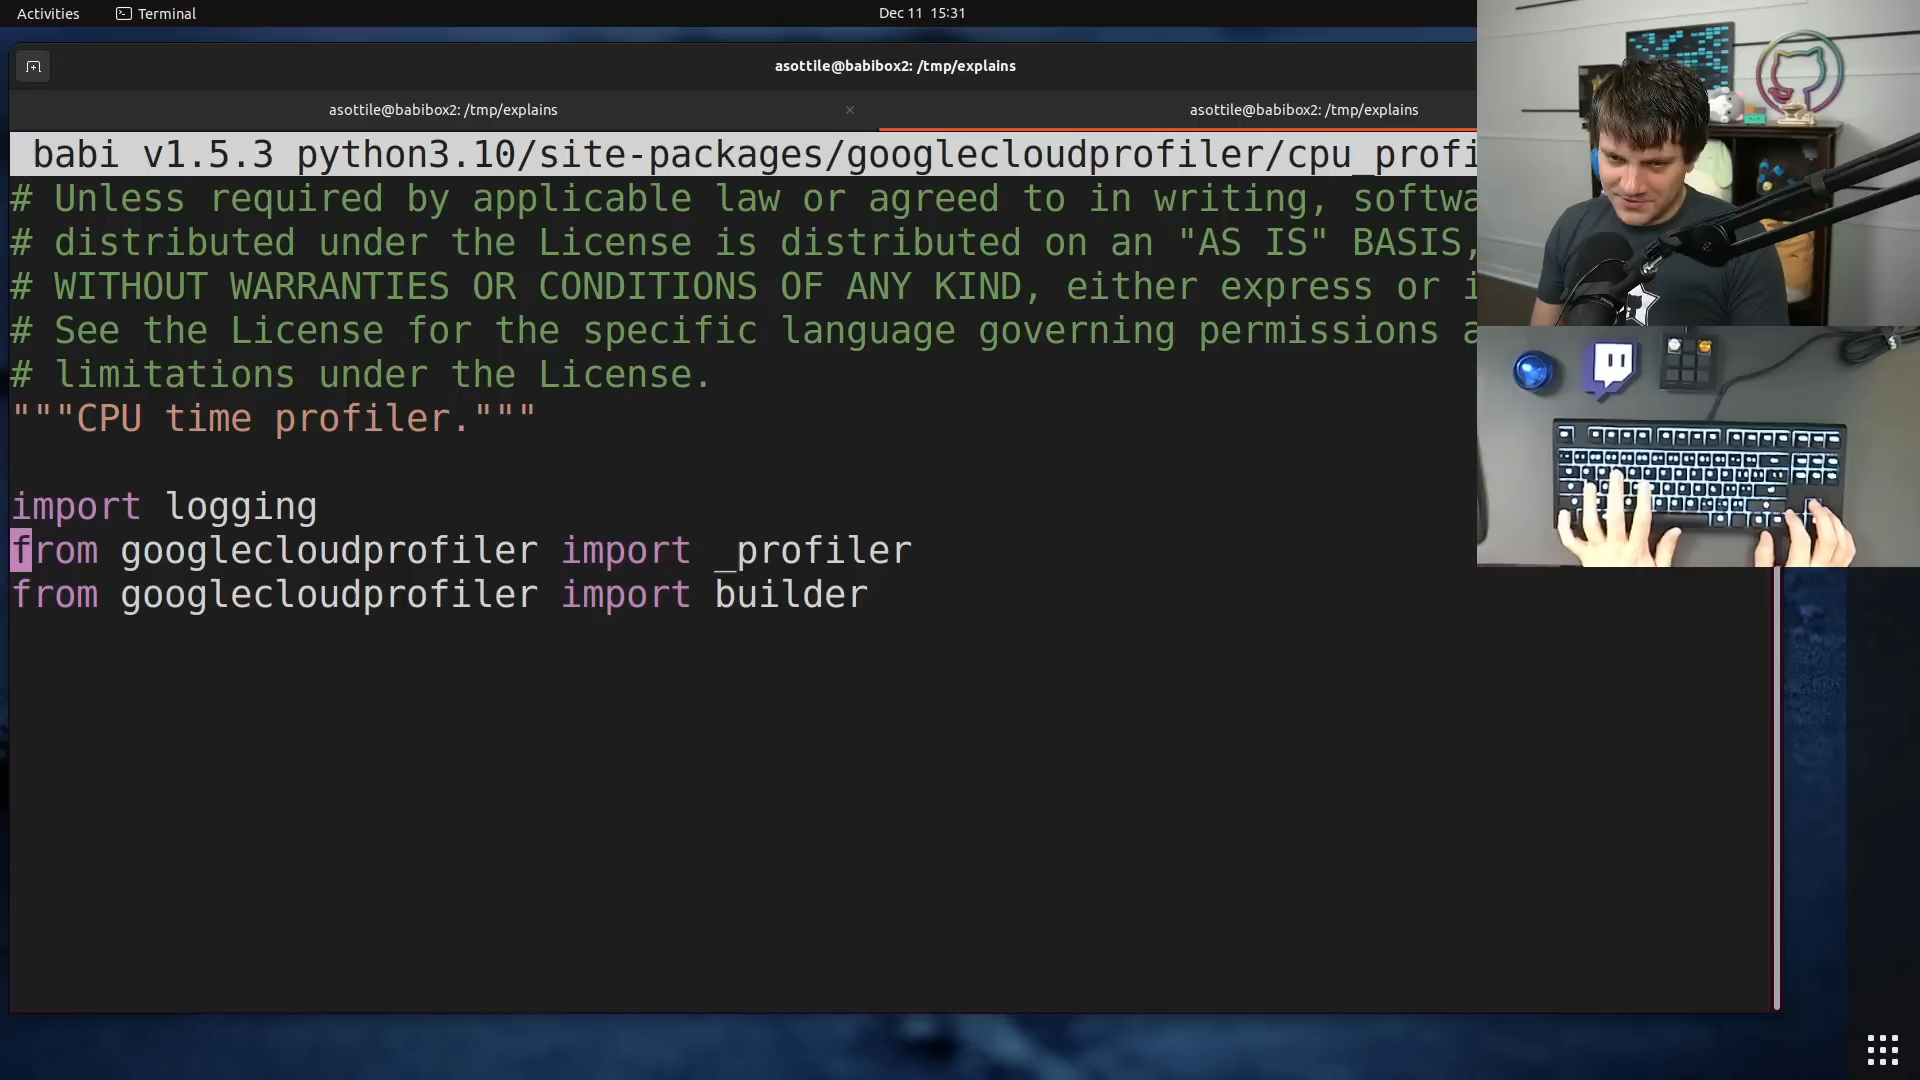 Activities
Terminal
Dec 11 15:31
asottile@babibox2: /tmp/explains
asottile@babibox2: /tmp/explains
asottile@babibox2: /tmp/explains
babi v1.5.3 python3.10/site-packages/googlecloudprofiler/cpu_profi
# Unless required by applicable law or agreed to in writing, softwa
# distributed under the License is distributed on an "AS IS" BASIS,
# WITHOUT WARRANTIES OR CONDITIONS OF ANY KIND, either express or i
# See the License for the specific language governing permissions a
# limitations under the License.
"""CPU time profiler."""
import logging
from googlecloudprofiler import _profiler
from googlecloudprofiler import builder